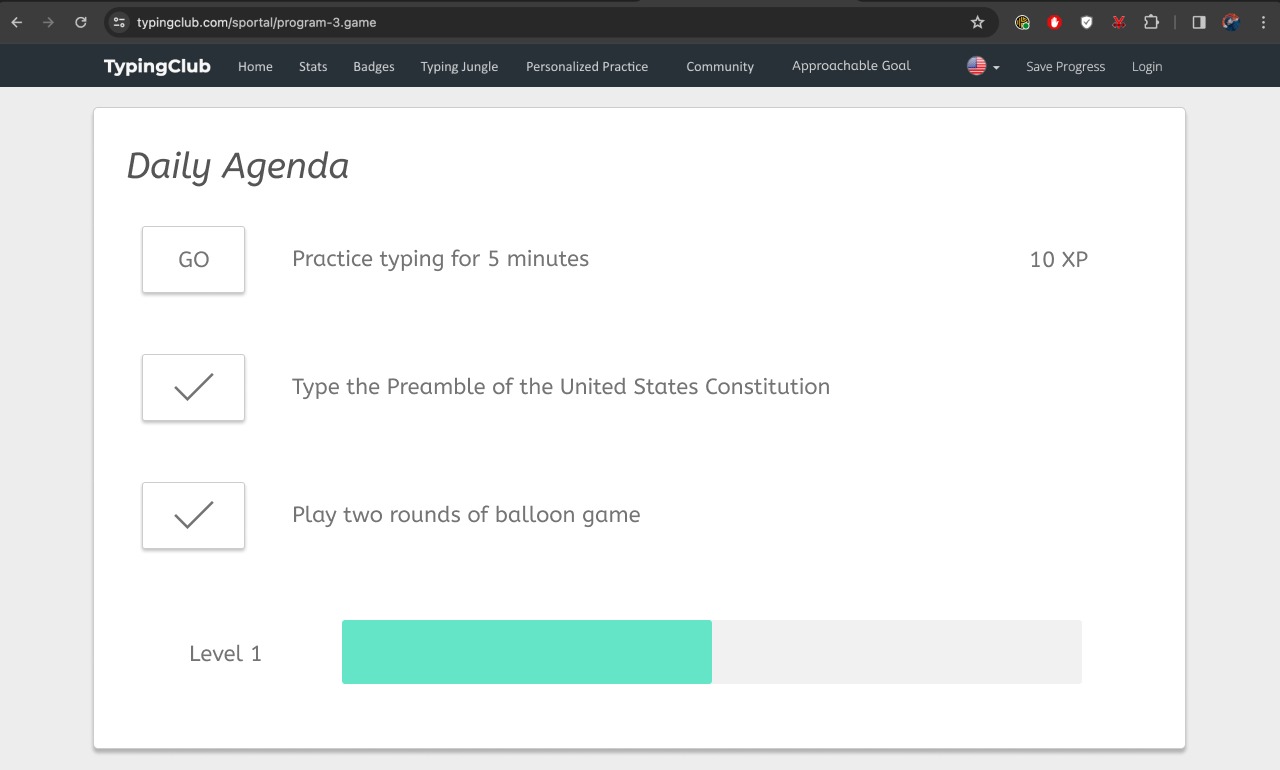 typingclub.com/sportal/program-3.game
TypingClub Home Stats Badges Typing Jungle Personalized Practice Community Approachable Goal Save Progress Login
Daily Agenda
GO Practice typing for 5 minutes 10 XP
Type the Preamble of the United States Constitution
Play two rounds of balloon game
Level 1